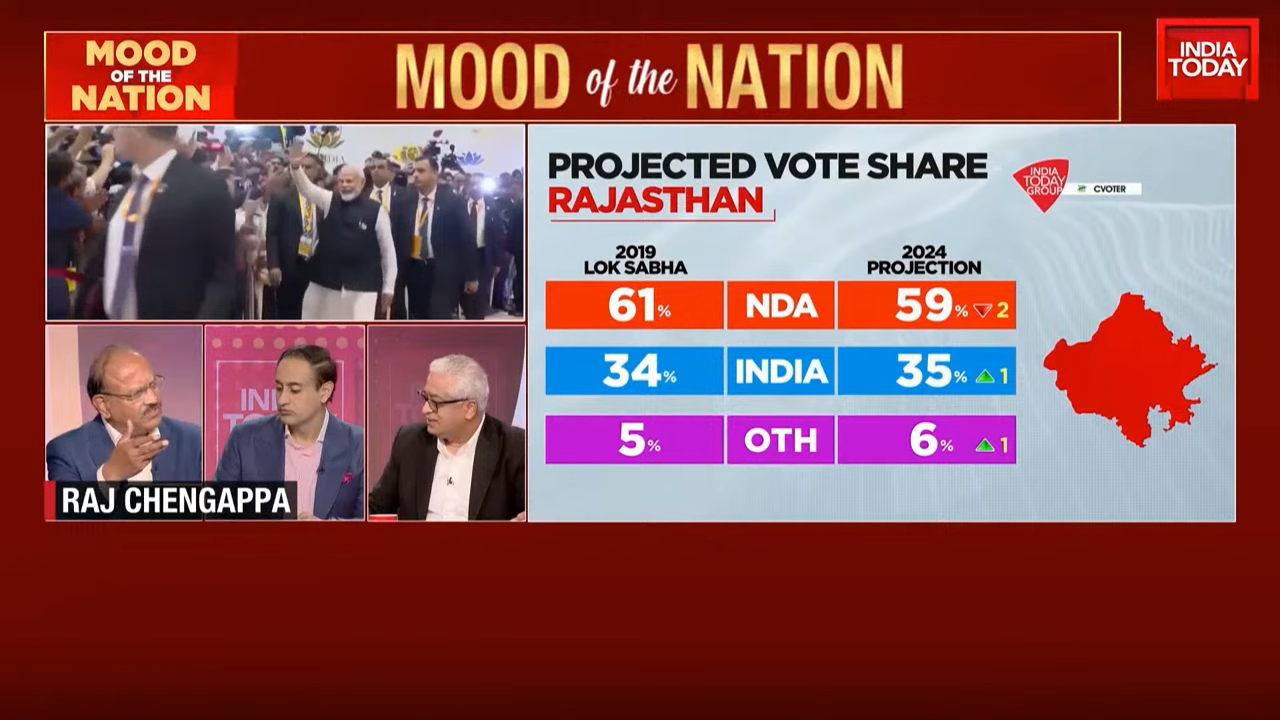 MOOD
OF THE
NATION
MOOD of the NATION
INDIA
TODAY
PROJECTED VOTE SHARE
RAJASTHAN
INDIA
TODAY
GROUP
CVOTER
2019
LOK SABHA
2024
PROJECTION
61% NDA 59% 2
34% INDIA 35% 1
5% OTH 6% 1
RAJ CHENGAPPA